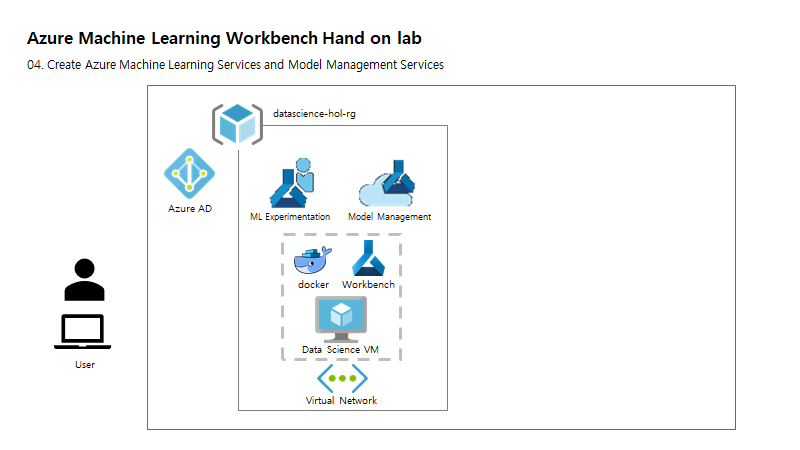 Azure Machine Learning Workbench Hand on lab
04. Create Azure Machine Learning Services and Model Management Services
datascience-hol-rg
Azure AD
ML Experimentation
Model Management
docker
Workbench
Data Science VM
User
Virtual Network